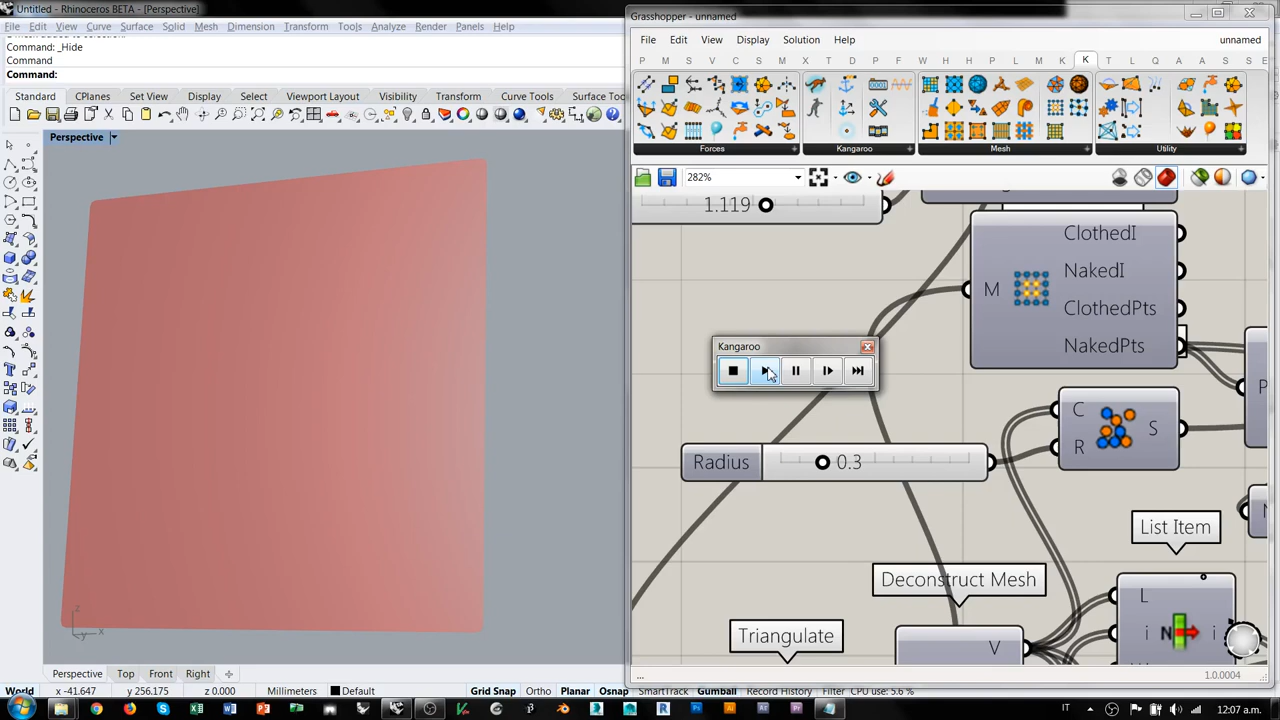 Untitled - Rhinoceros BETA - [Perspective]
File Edit View Curve Surface Solid Mesh Dimension Transform Tools Analyze Render Panels Help
Command: _Hide
Command
Command:
Standard CPlanes Set View Display Select Viewport Layout Visibility Transform Curve Tools Surface Too
Perspective
z
y x
Perspective Top Front Right
World x -41.647 y 256.175 z 0.000 Millimeters Default Grid Snap Ortho Planar Osnap SmartTrack Gumball Record History Filter CPU use: 5.6 %
Grasshopper - unnamed
File Edit View Display Solution Help unnamed
P M S V C S M I D T X T J W L A H F N L M U K T L S A S E
Forces Kangaroo Mesh Utility
282%
1.119
ClothedI
NakedI
M
ClothedPts
NakedPts
Kangaroo
C
R
S
P
Radius 0.3
List Item
Deconstruct Mesh
L
i
N
i
Triangulate
V
...
1.0.0004
IT
12:07 a.m.